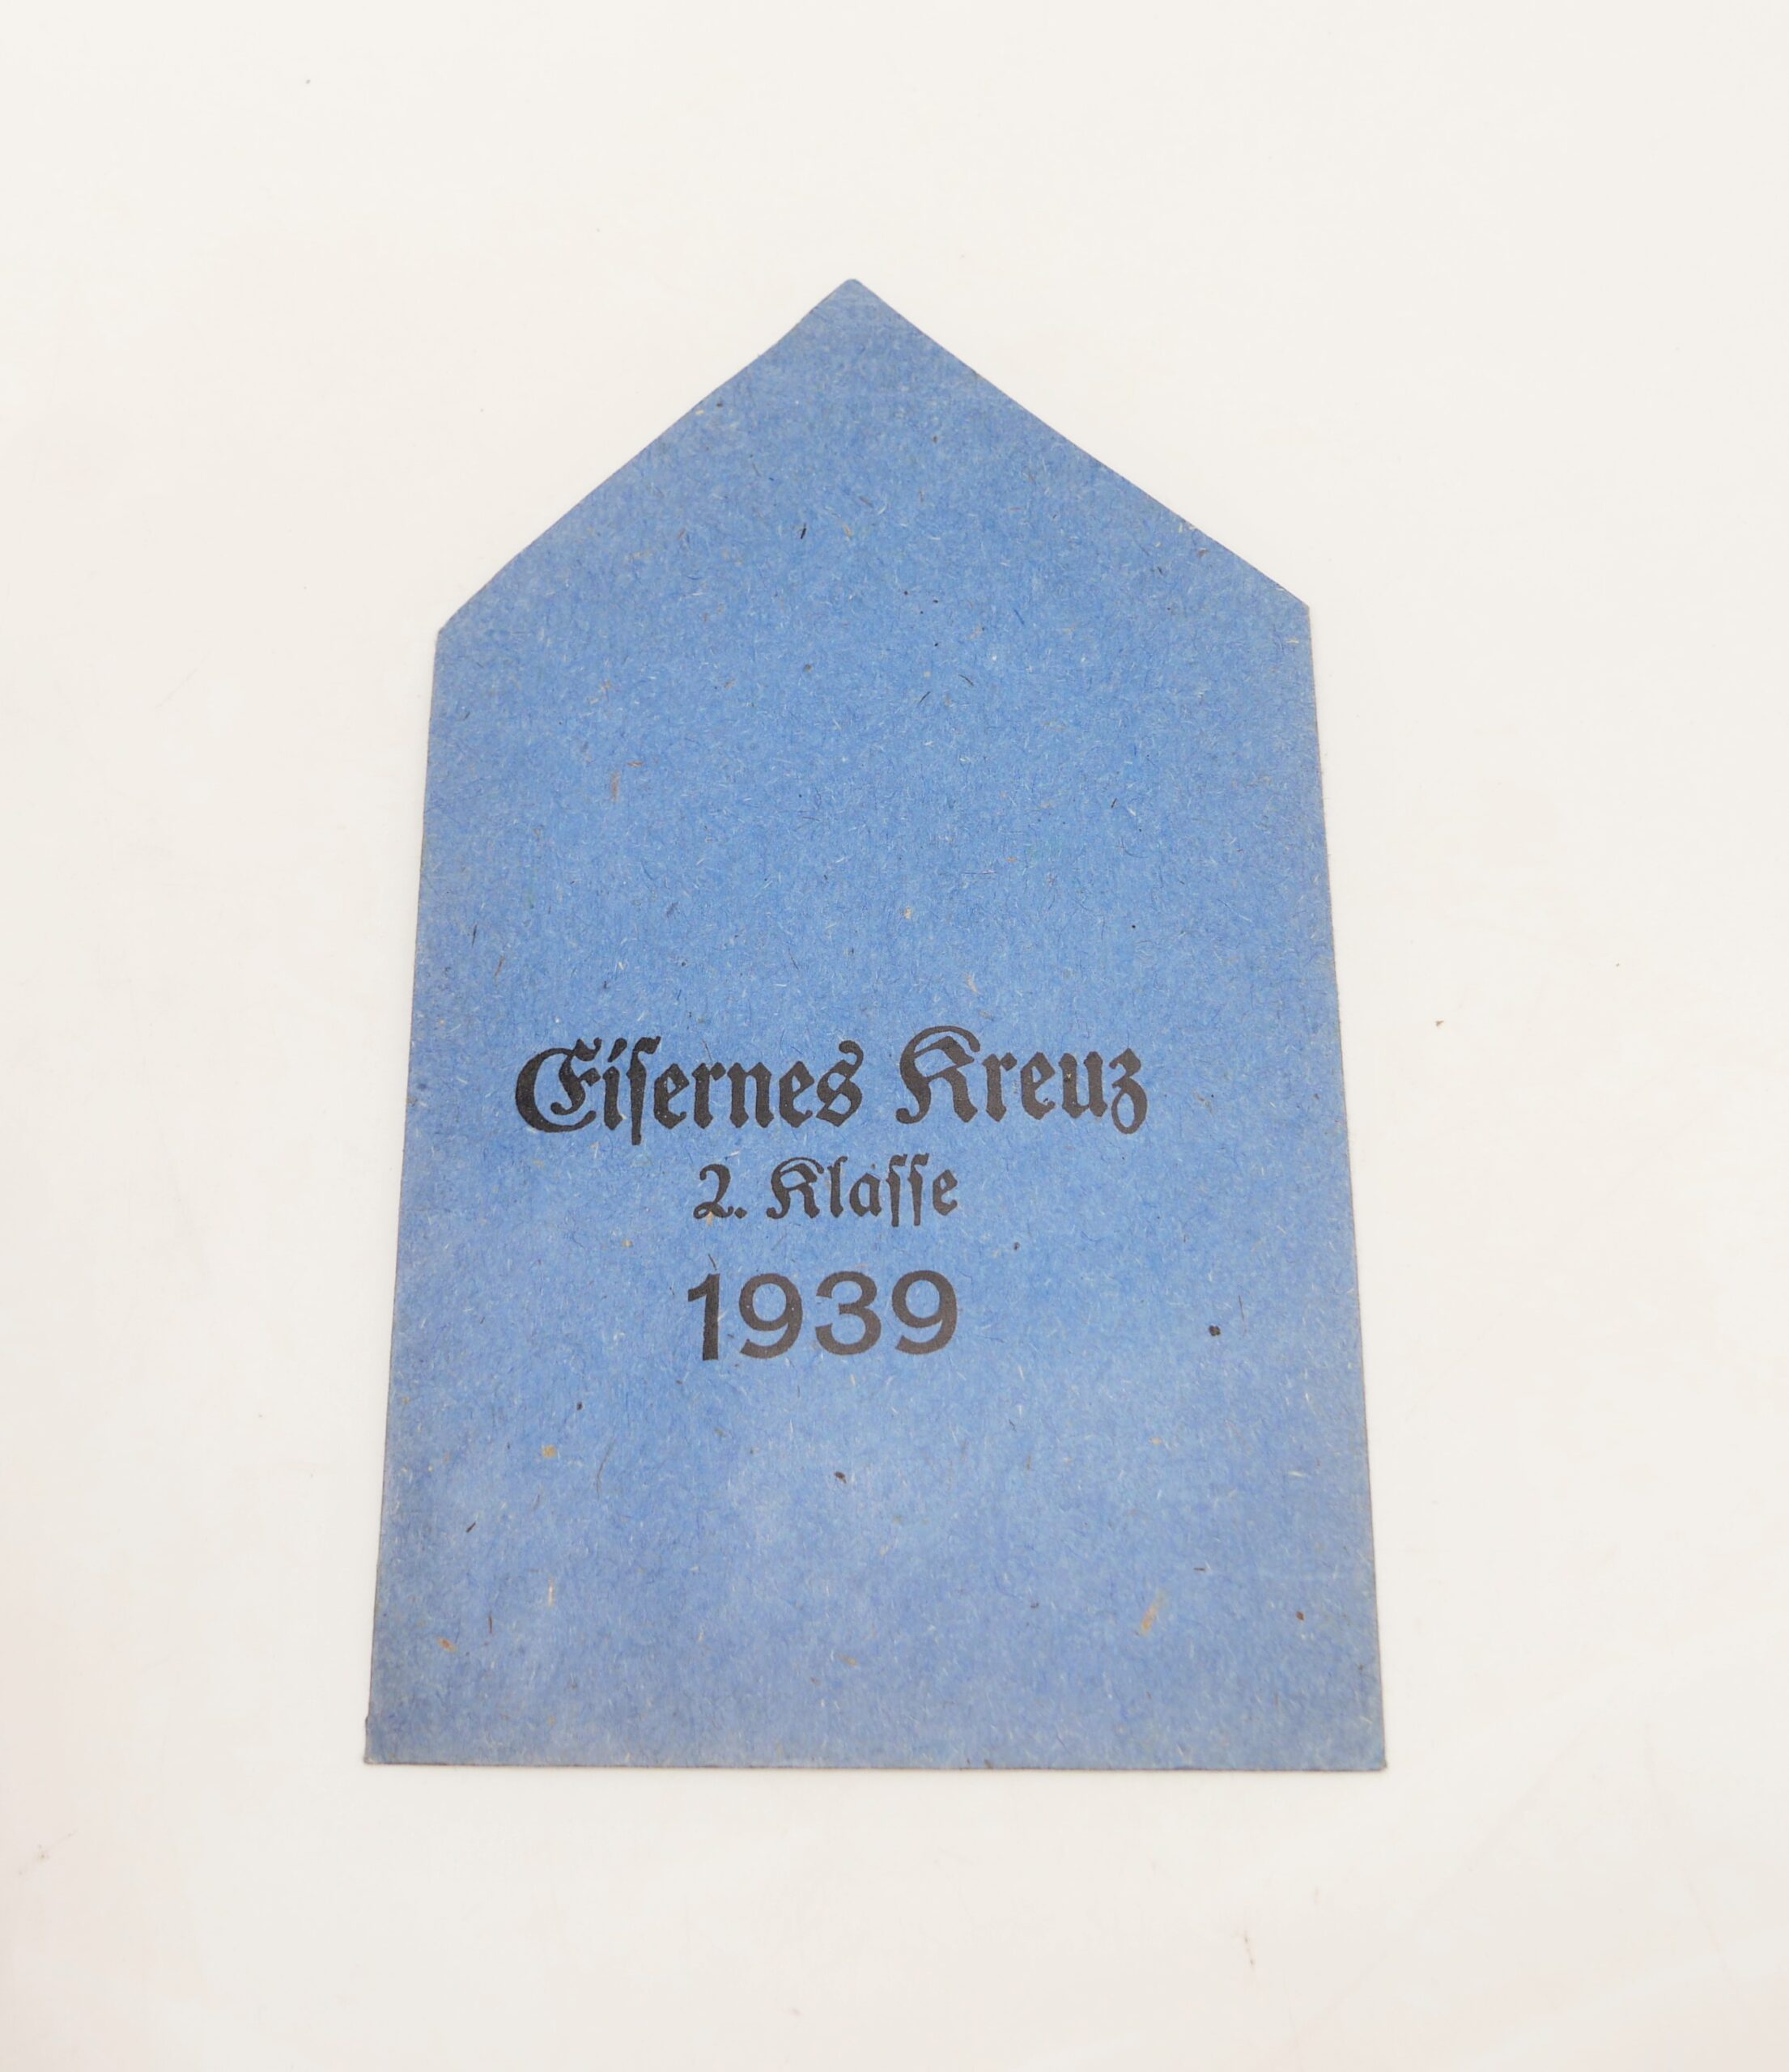 Eiſernes Kreuz
2. Klaſſe
1939